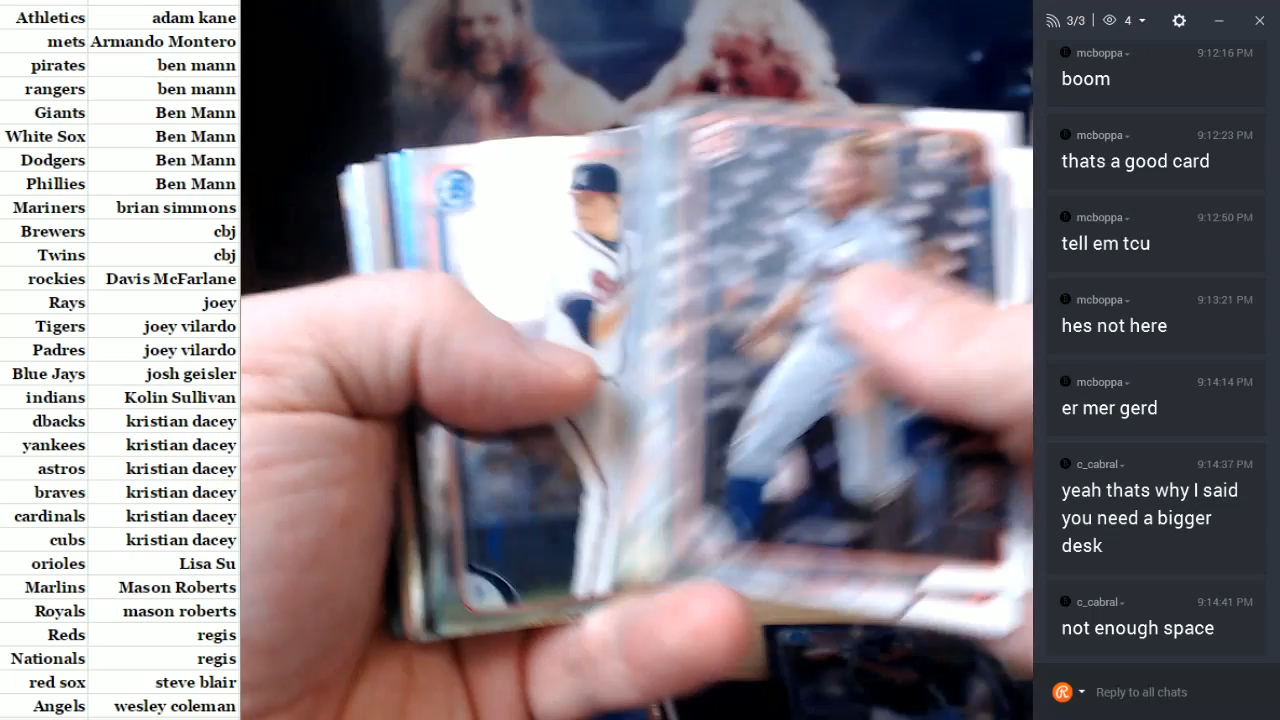 Athletics adam kane
mets Armando Montero
pirates ben mann
rangers ben mann
Giants Ben Mann
White Sox Ben Mann
Dodgers Ben Mann
Phillies Ben Mann
Mariners brian simmons
Brewers cbj
Twins cbj
rockies Davis McFarlane
Rays joey
Tigers joey vilardo
Padres joey vilardo
Blue Jays josh geisler
indians Kolin Sullivan
dbacks kristian dacey
yankees kristian dacey
astros kristian dacey
braves kristian dacey
cardinals kristian dacey
cubs kristian dacey
orioles Lisa Su
Marlins Mason Roberts
Royals mason roberts
Reds regis
Nationals regis
red sox steve blair
Angels wesley coleman
3/3 4
mcboppa 9:12:16 PM
boom
mcboppa 9:12:23 PM
thats a good card
mcboppa 9:12:50 PM
tell em tcu
mcboppa 9:13:21 PM
hes not here
mcboppa 9:14:14 PM
er mer gerd
c_cabral 9:14:37 PM
yeah thats why I said
you need a bigger
desk
c_cabral 9:14:41 PM
not enough space
Reply to all chats